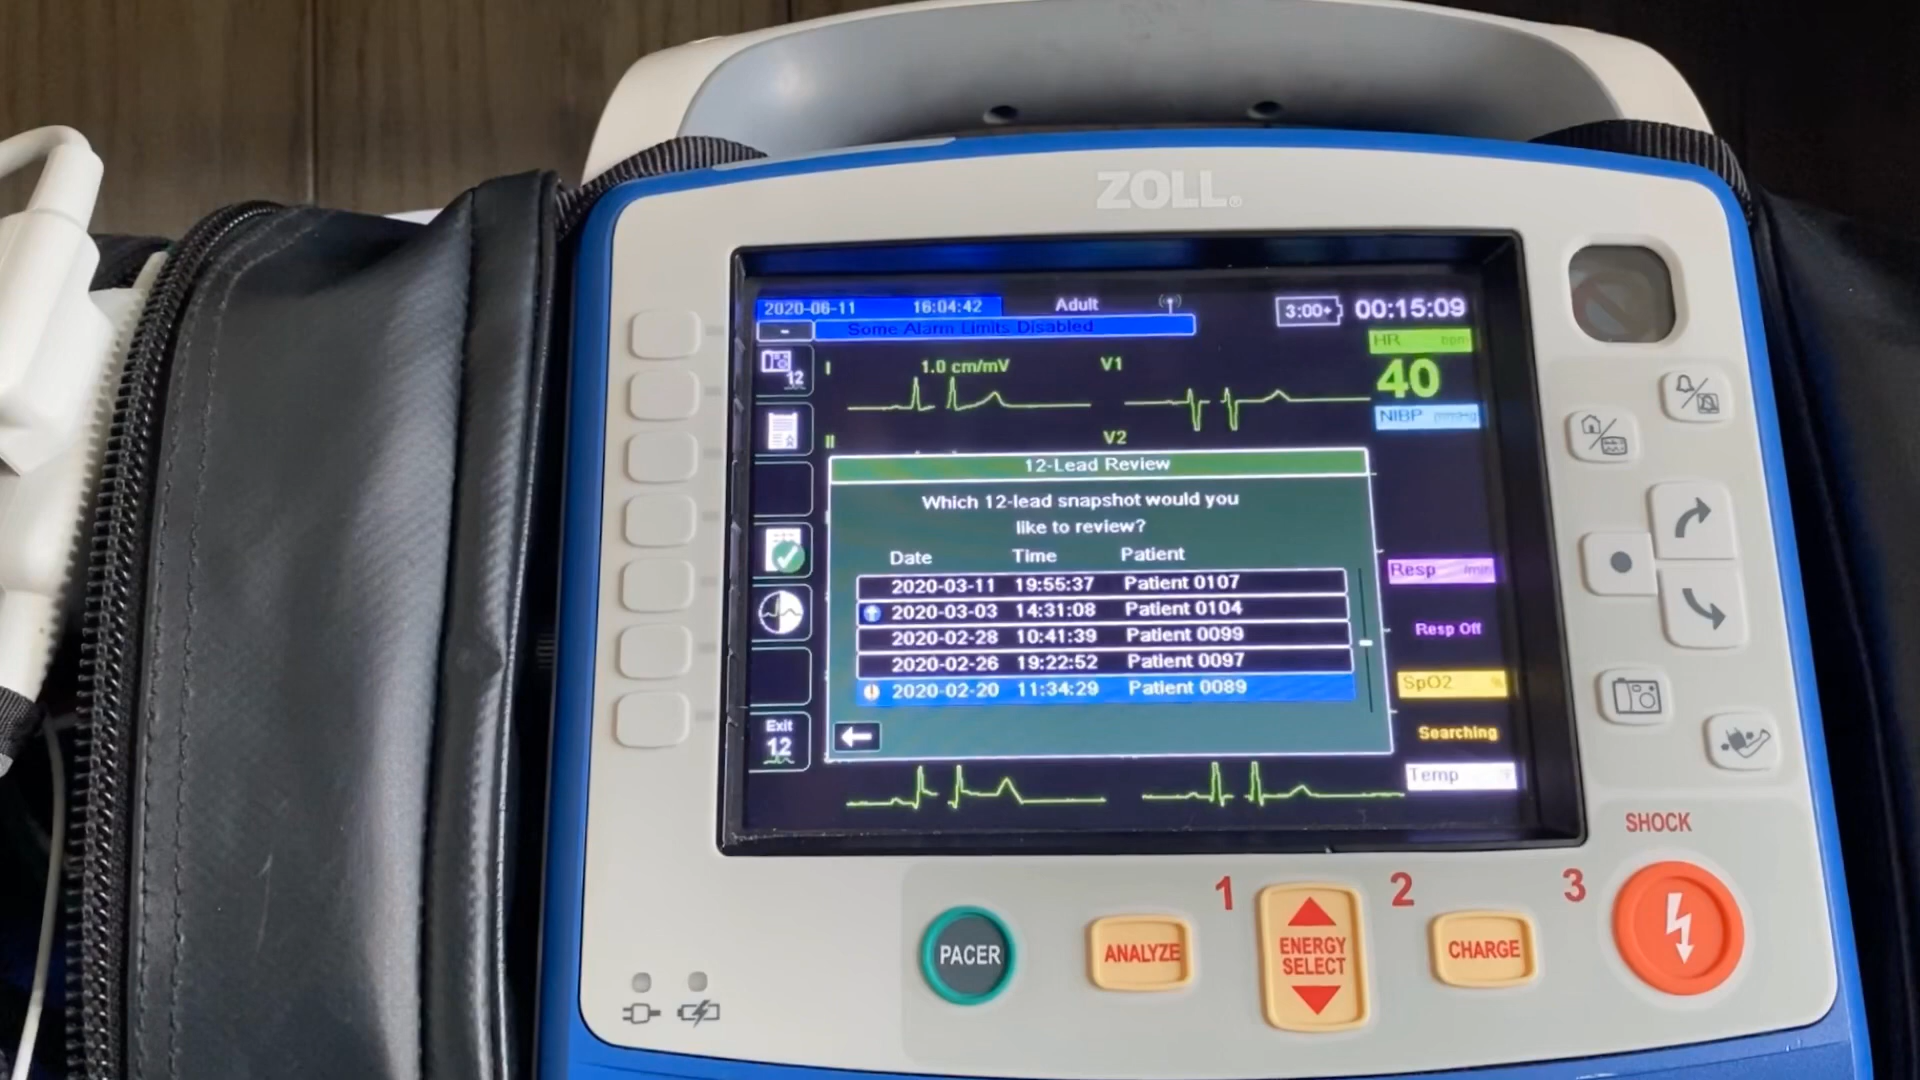 ZOLL®
2020-06-11 16:04:42 Adult 3:00+ 00:15:09
- Some Alarm Limits Disabled
HR bpm
12
I 1.0 cm/mV V1
40
NIBP mmHg
II V2
12-Lead Review
Which 12-lead snapshot would you
like to review?
Date Time Patient
2020-03-11 19:55:37 Patient 0107
2020-03-03 14:31:08 Patient 0104
2020-02-28 10:41:39 Patient 0099
2020-02-26 19:22:52 Patient 0097
2020-02-20 11:34:29 Patient 0089
Resp /min
Resp Off
SpO2 %
Searching
Temp
Exit
12
SHOCK
1 2 3
PACER
ANALYZE
ENERGY
SELECT
CHARGE